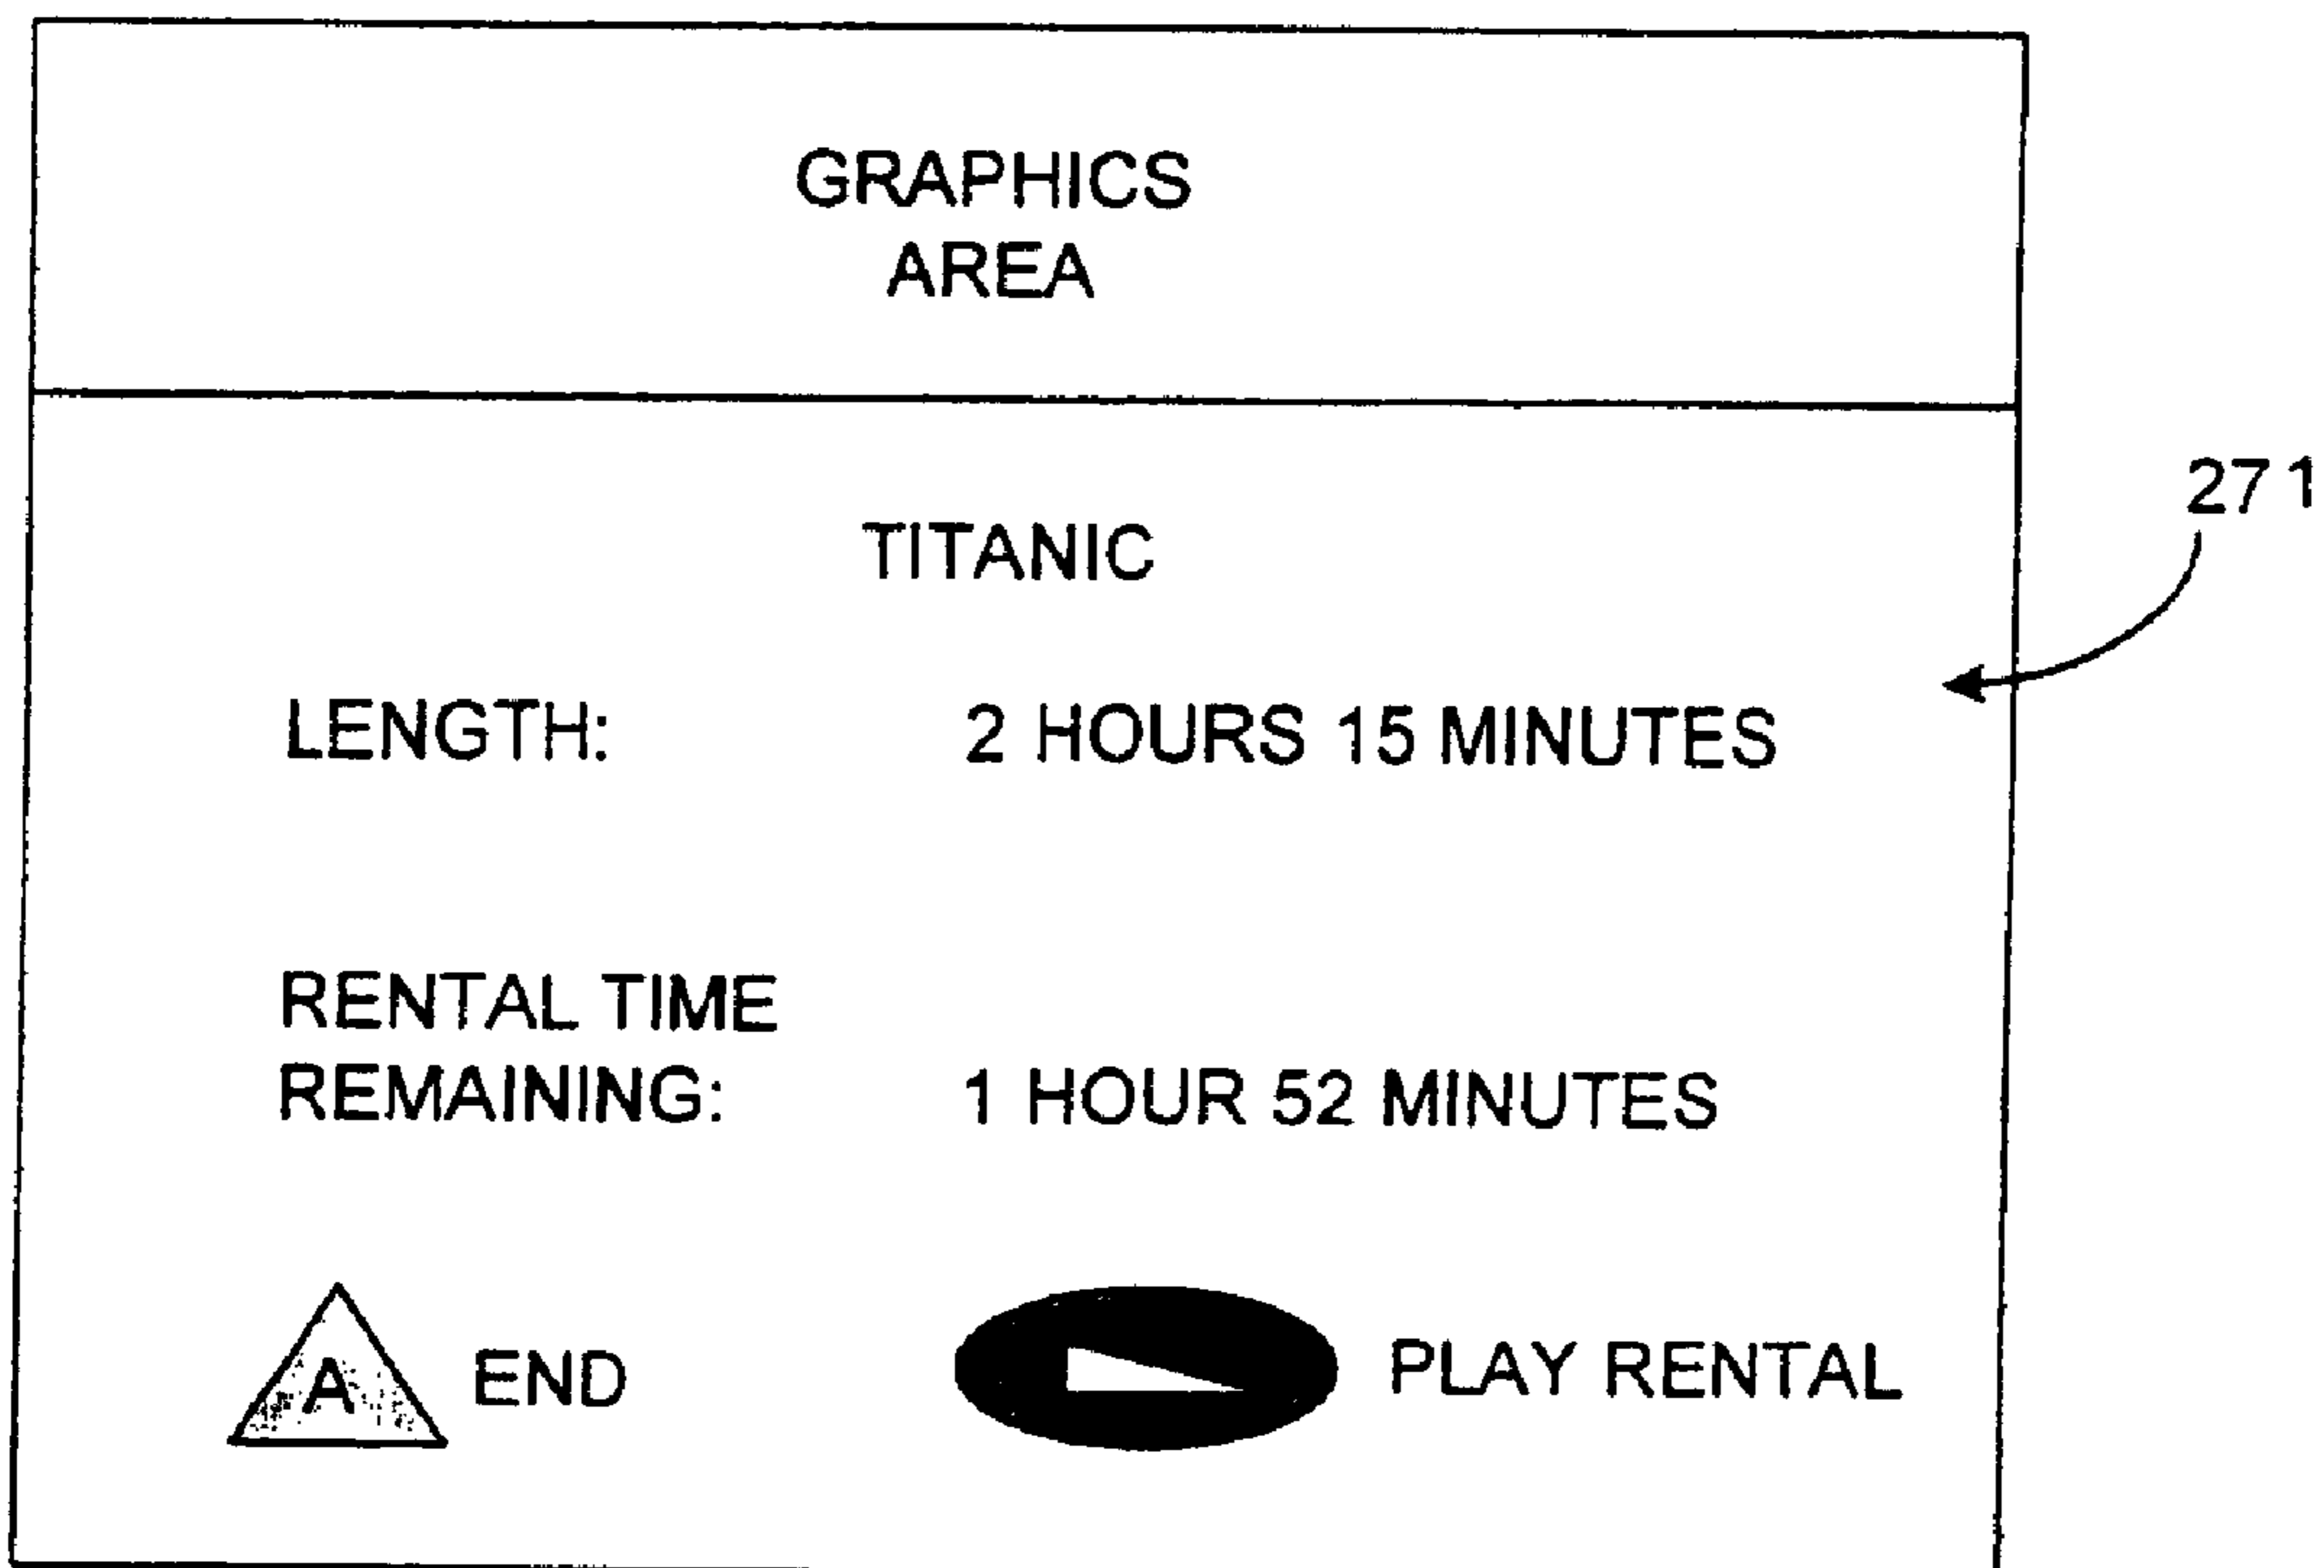 GRAPHICS
AREA
TITANIC
271
LENGTH: 2 HOURS 15 MINUTES
RENTAL TIME
REMAINING: 1 HOUR 52 MINUTES
A END PLAY RENTAL